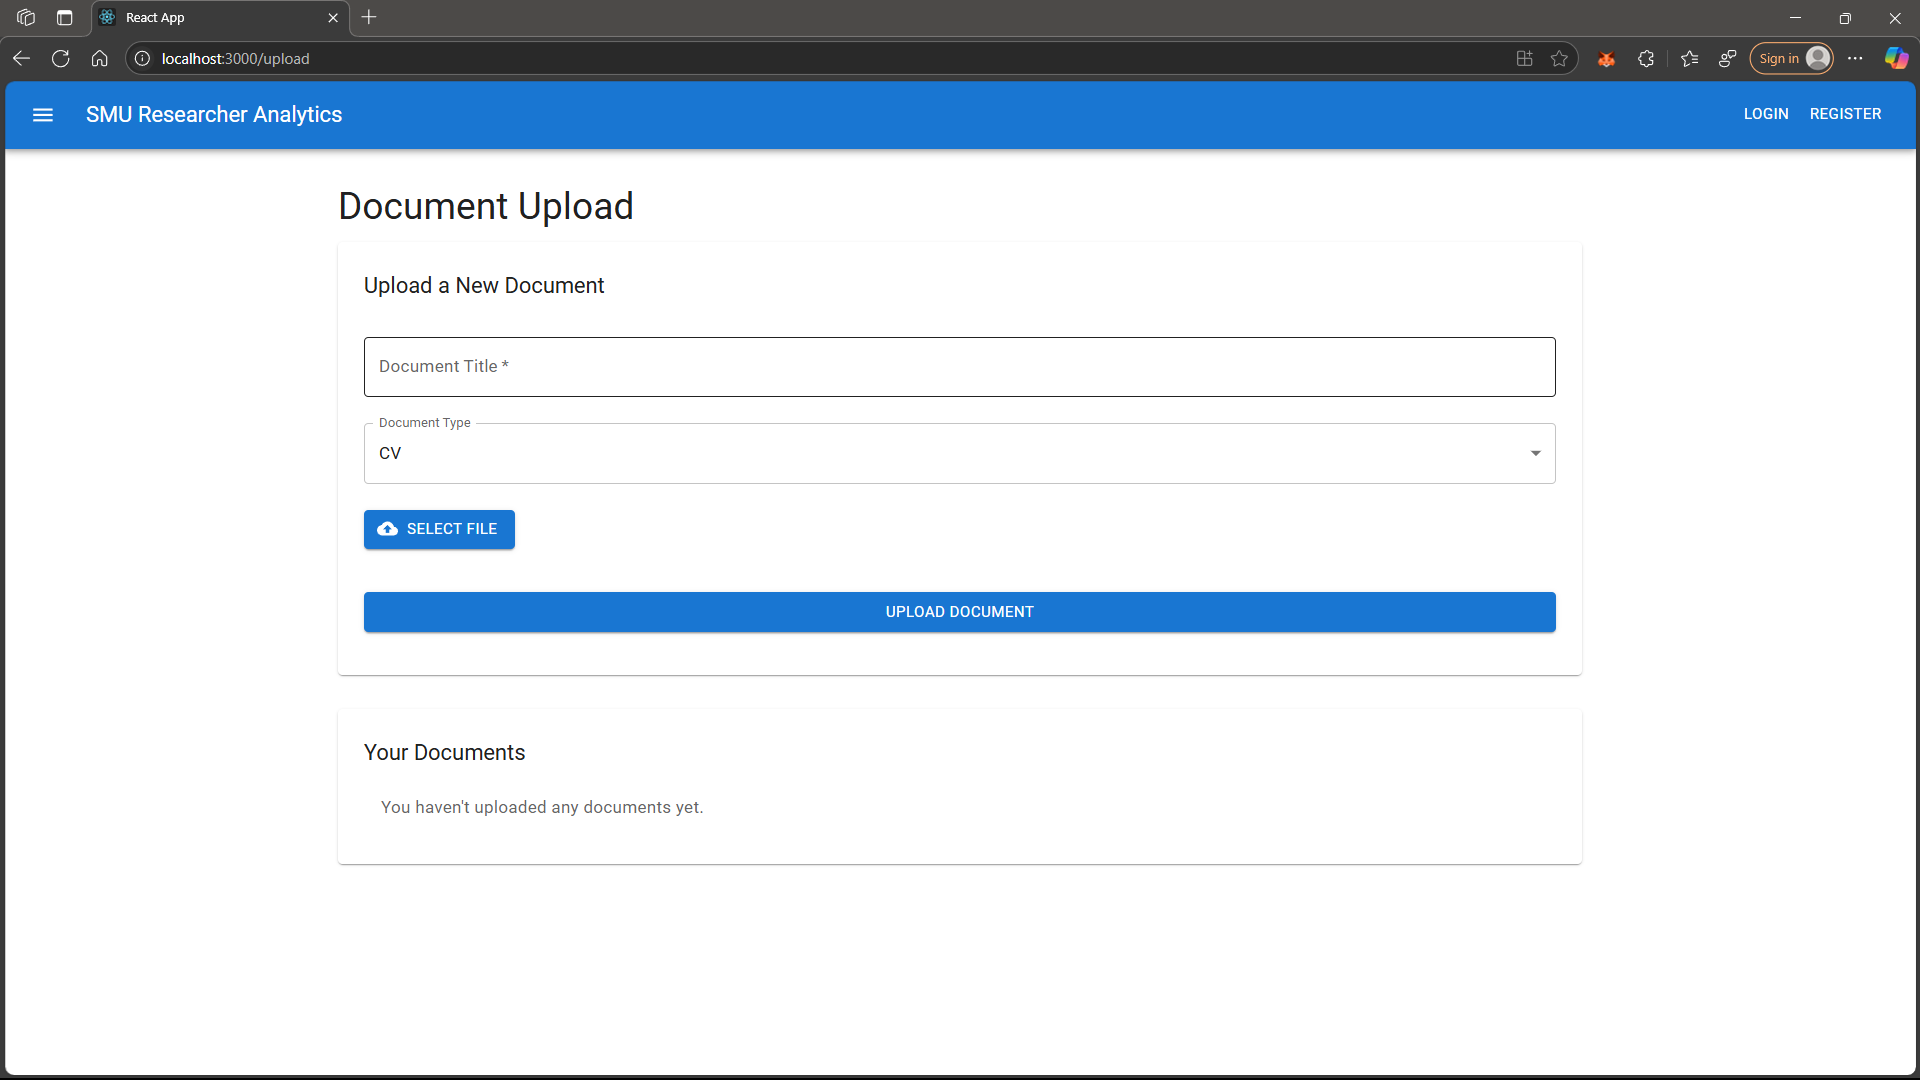 React App
localhost:3000/upload
Sign in
SMU Researcher Analytics
LOGIN
REGISTER
Document Upload
Upload a New Document
Document Title *
Document Type
CV
SELECT FILE
UPLOAD DOCUMENT
Your Documents
You haven't uploaded any documents yet.